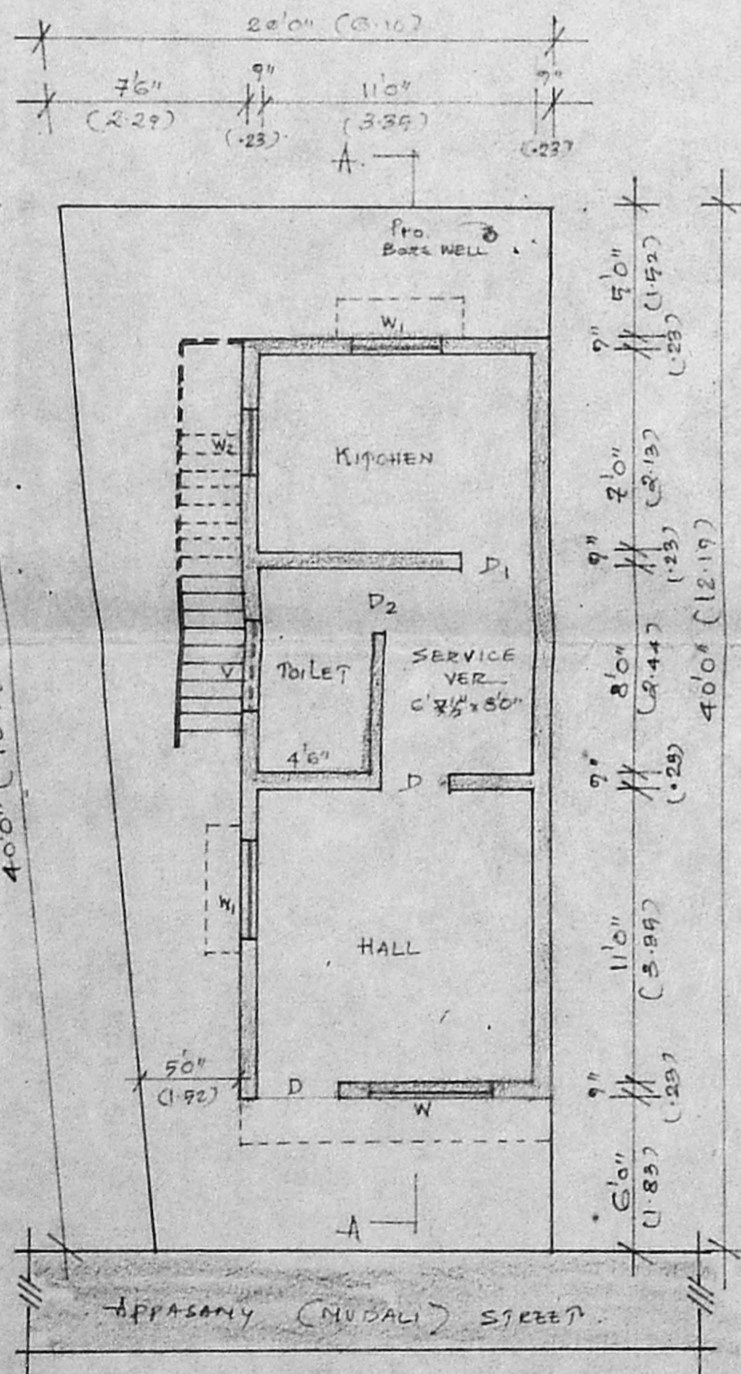 20'0" (6.10)
7'6" 9" 11'0" 9"
(2.29) (.23) (3.35) (.23)
A
Pro.
BORE WELL
W1
W2
KITCHEN
D1
D2
V
TOILET
SERVICE
VER
6'7½" x 8'0"
4'6"
D
W1
HALL
5'0"
(1.52)
D
W
A
5'0" (1.52)
9" (.23)
7'0" (2.13)
9" (.23)
8'0" (2.44)
9" (.23)
11'0" (3.35)
9" (.23)
6'0" (1.83)
40'0" (12.19)
40'0"
APPASAMY (MUDALI) STREET.